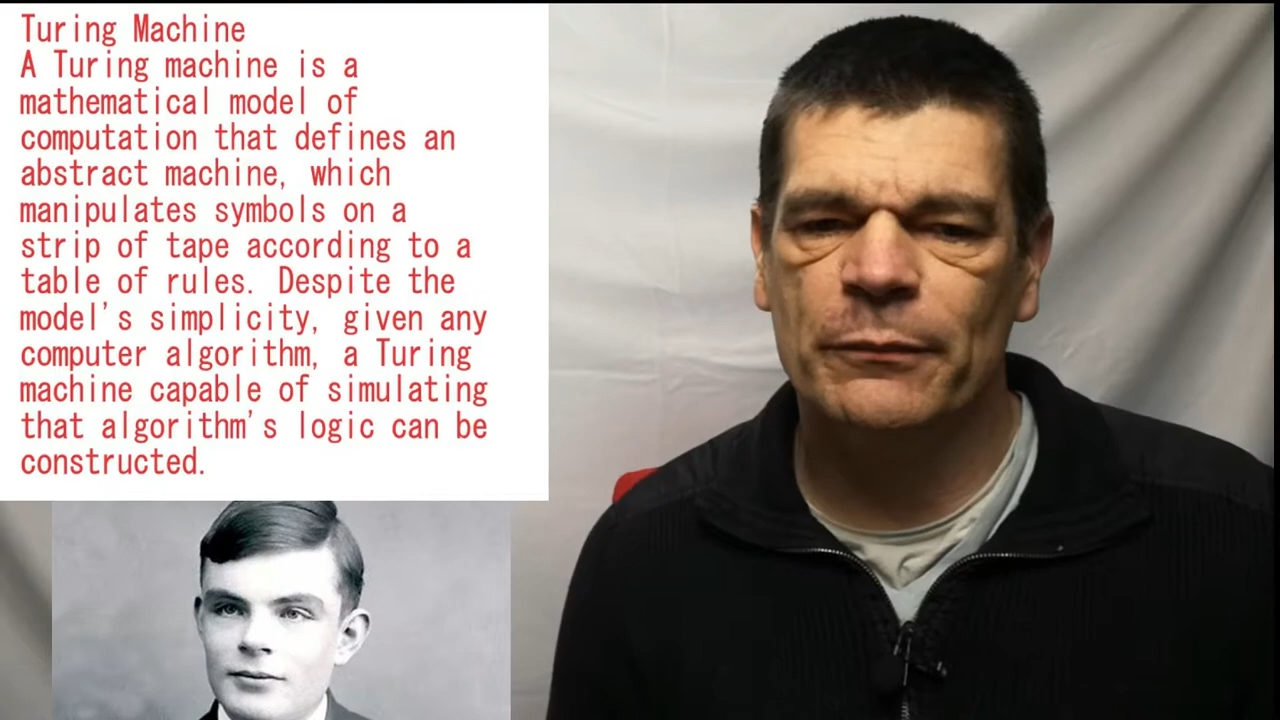 Turing Machine
A Turing machine is a
mathematical model of
computation that defines an
abstract machine, which
manipulates symbols on a
strip of tape according to a
table of rules. Despite the
model's simplicity, given any
computer algorithm, a Turing
machine capable of simulating
that algorithm's logic can be
constructed.